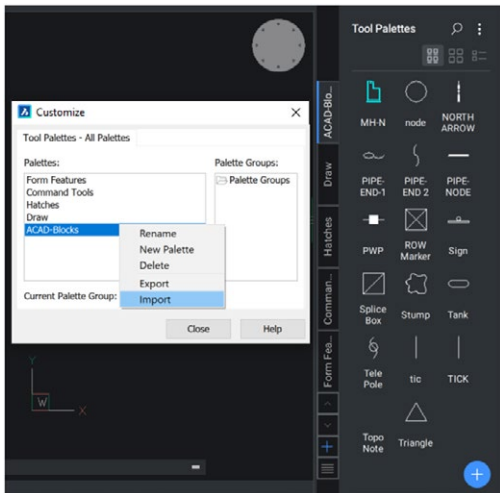 Tool Palettes
Customize
Tool Palettes - All Palettes
Palettes:
Palette Groups:
Form Features
Command Tools
Hatches
Draw
ACAD-Blocks
Palette Groups
Rename
New Palette
Delete
Export
Import
Current Palette Group:
Close
Help
Y
W
X
ACAD-Blo...
Draw
Hatches
Comman...
Form Fea...
MH-N
node
NORTH
ARROW
PIPE-
END-1
PIPE-
END 2
PIPE-
NODE
PWP
ROW
Marker
Sign
Splice
Box
Stump
Tank
Tele
Pole
tic
TICK
Topo
Note
Triangle